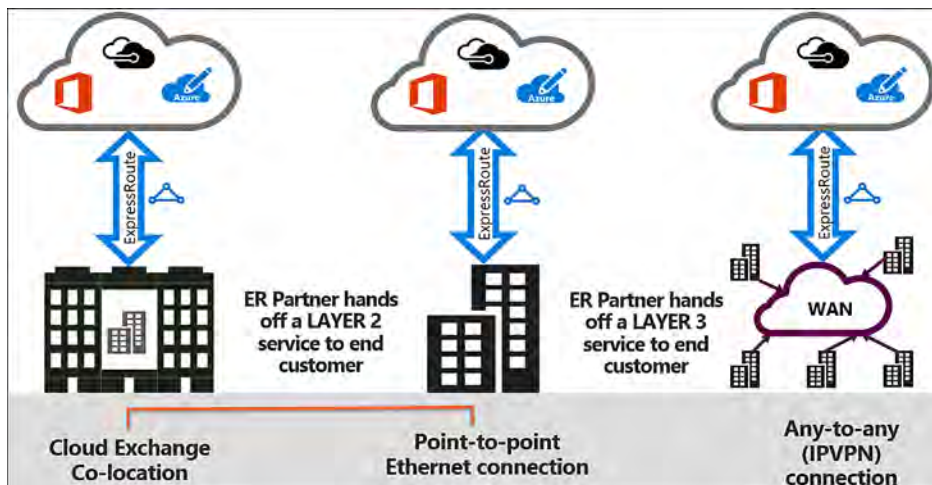 Azure
Azure
Azure
ExpressRoute
ExpressRoute
ExpressRoute
ER Partner hands
off a LAYER 2
service to end
customer
ER Partner hands
off a LAYER 3
service to end
customer
WAN
Cloud Exchange
Co-location
Point-to-point
Ethernet connection
Any-to-any
(IPVPN)
connection